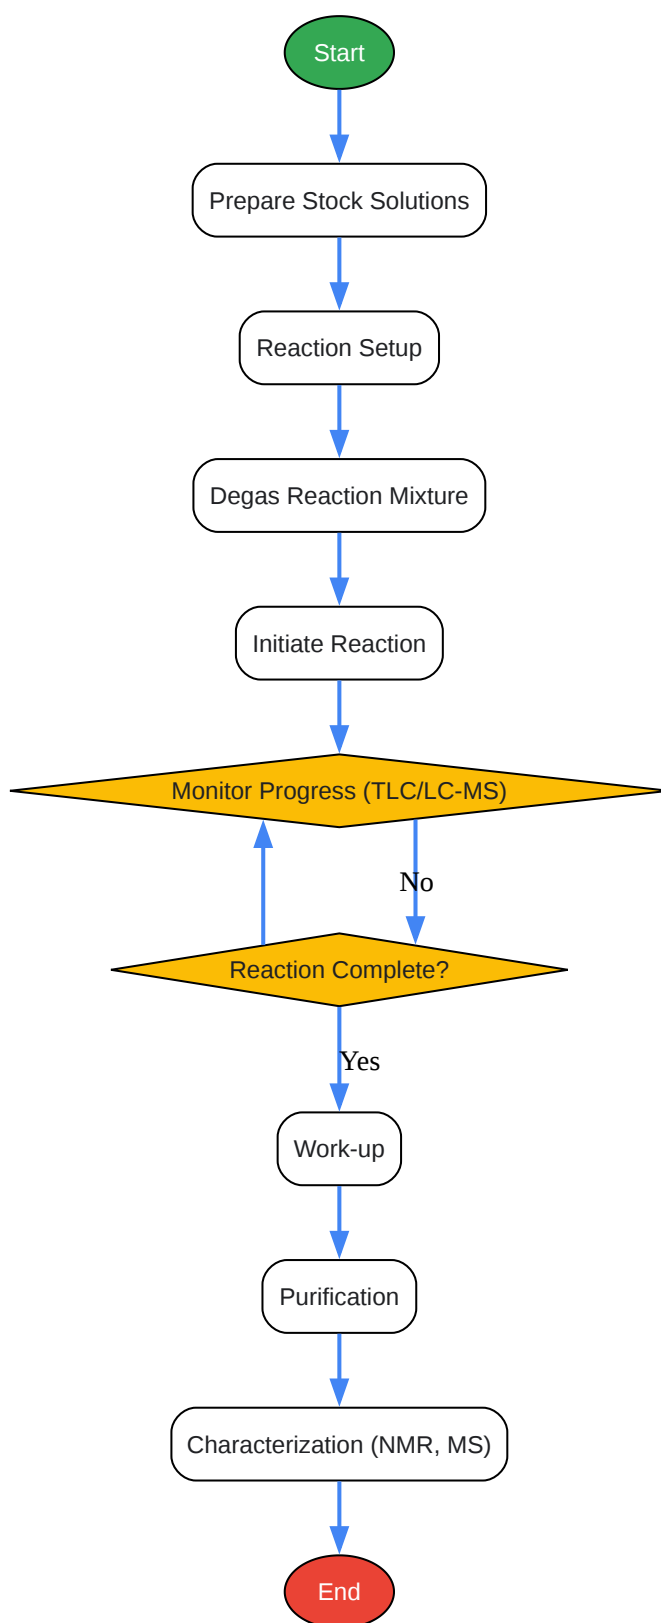 Start
Prepare Stock Solutions
Reaction Setup
Degas Reaction Mixture
Initiate Reaction
Monitor Progress (TLC/LC-MS)
No
Reaction Complete?
Yes
Work-up
Purification
Characterization (NMR, MS)
End